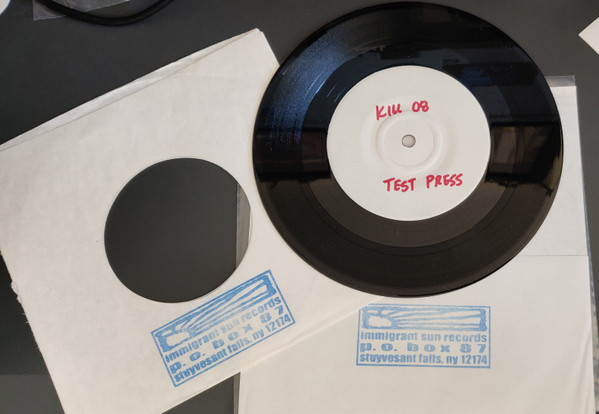 Kill 08
TEST PRESS
immigrant sun records
p.o. box 87
stuyvesant falls, ny 12174
immigrant sun records
p.o. box 87
stuyvesant falls, ny 12174